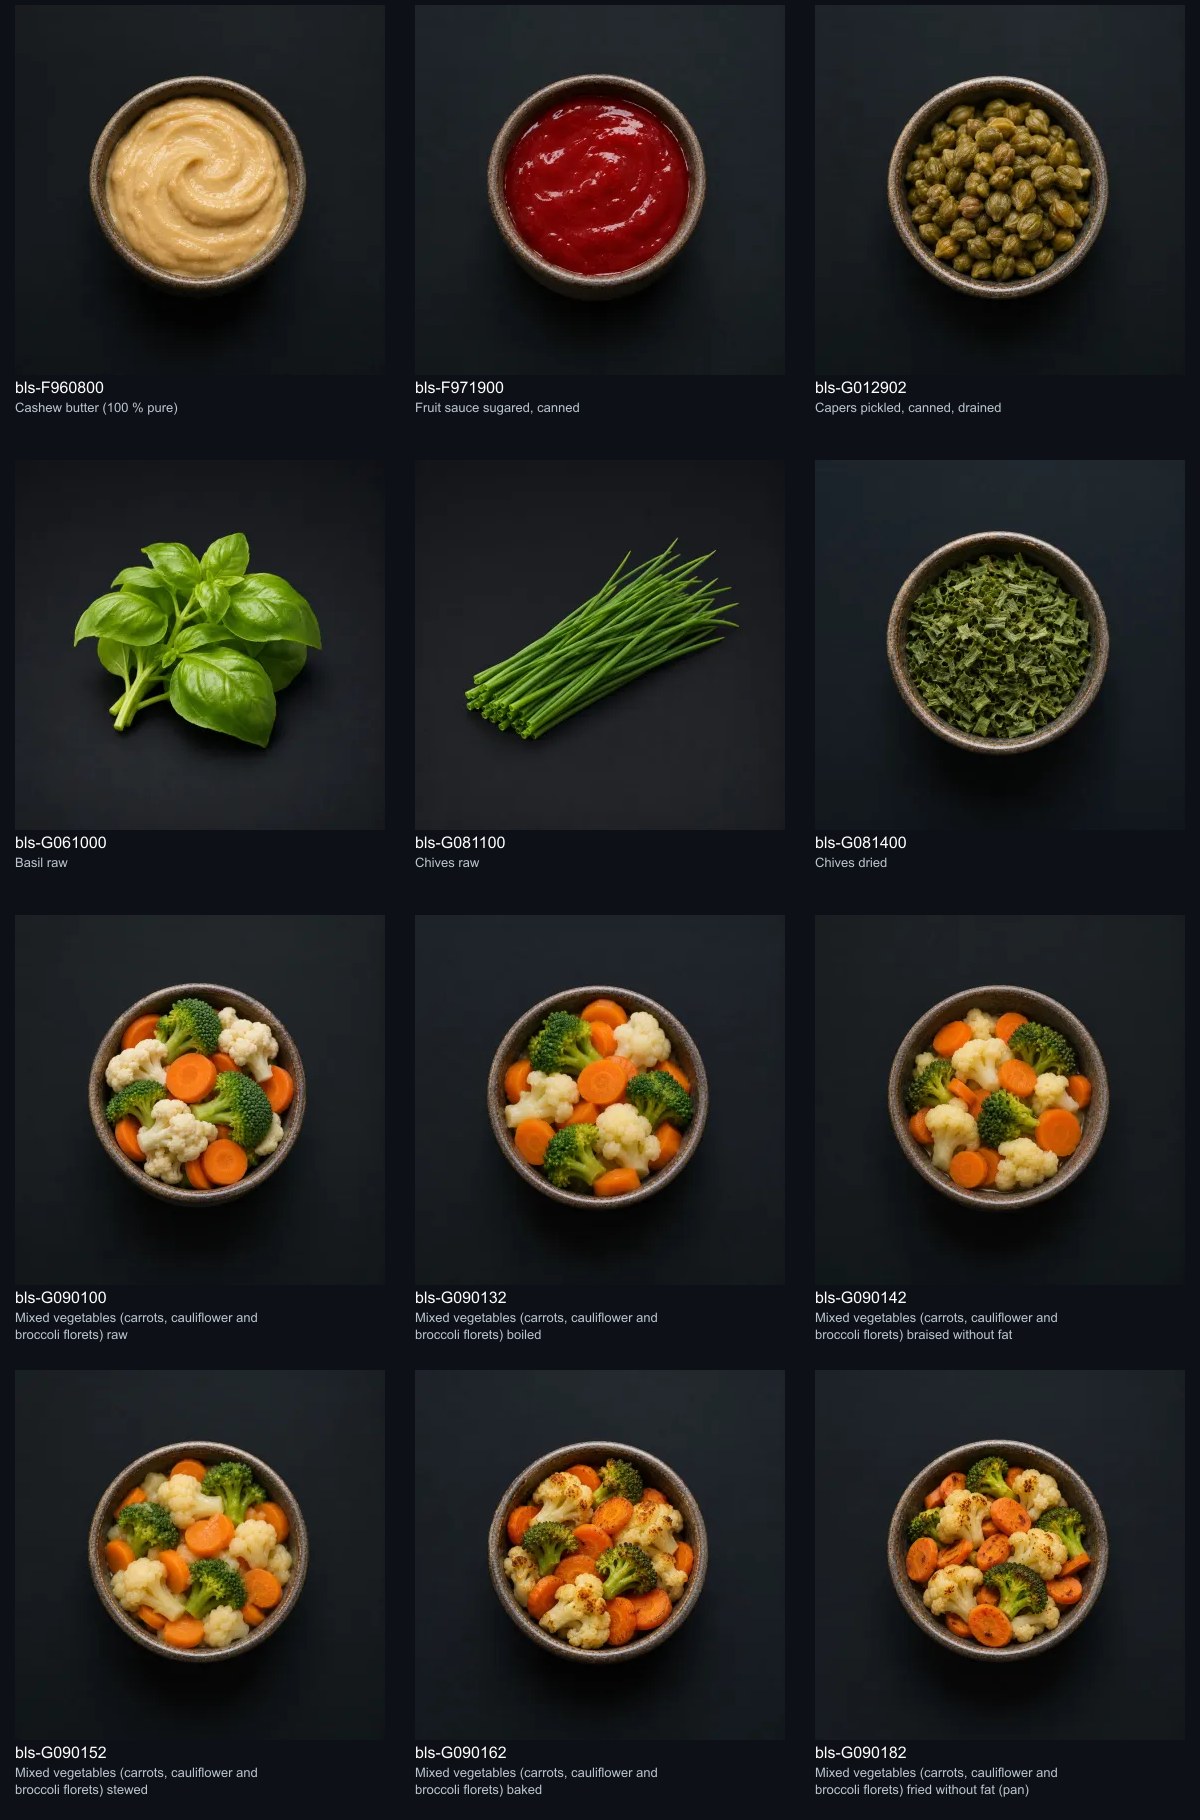 bls-F960800
Cashew butter (100 % pure)
bls-F971900
Fruit sauce sugared, canned
bls-G012902
Capers pickled, canned, drained
bls-G061000
Basil raw
bls-G081100
Chives raw
bls-G081400
Chives dried
bls-G090100
Mixed vegetables (carrots, cauliflower and
broccoli florets) raw
bls-G090132
Mixed vegetables (carrots, cauliflower and
broccoli florets) boiled
bls-G090142
Mixed vegetables (carrots, cauliflower and
broccoli florets) braised without fat
bls-G090152
Mixed vegetables (carrots, cauliflower and
broccoli florets) stewed
bls-G090162
Mixed vegetables (carrots, cauliflower and
broccoli florets) baked
bls-G090182
Mixed vegetables (carrots, cauliflower and
broccoli florets) fried without fat (pan)